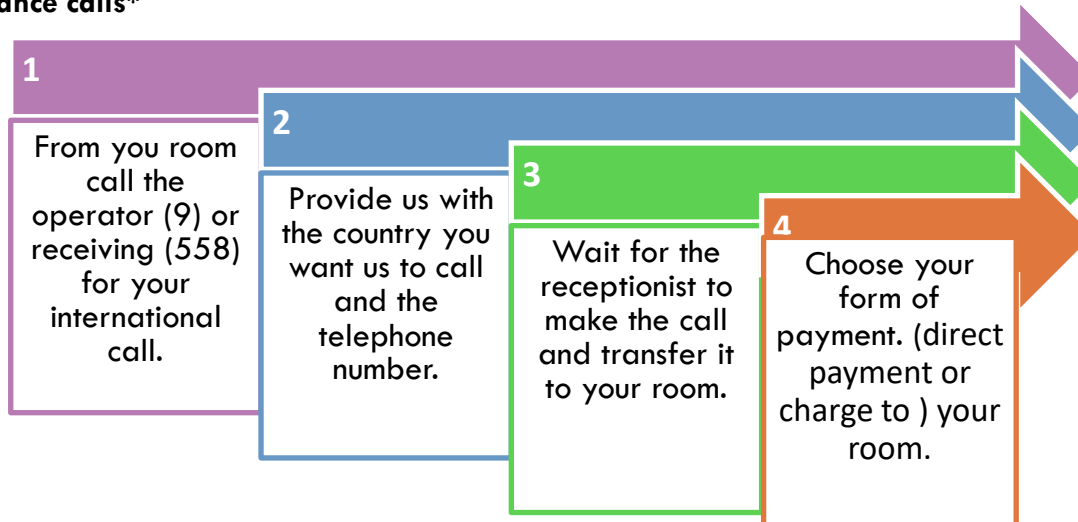 ance calls*
1
From you room
call the
operator (9) or
receiving (558)
for your
international
call.
2
Provide us with
the country you
want us to call
and the
telephone
number.
3
Wait for the
receptionist to
make the call
and transfer it
to your room.
4
Choose your
form of
payment. (direct
payment or
charge to ) your
room.